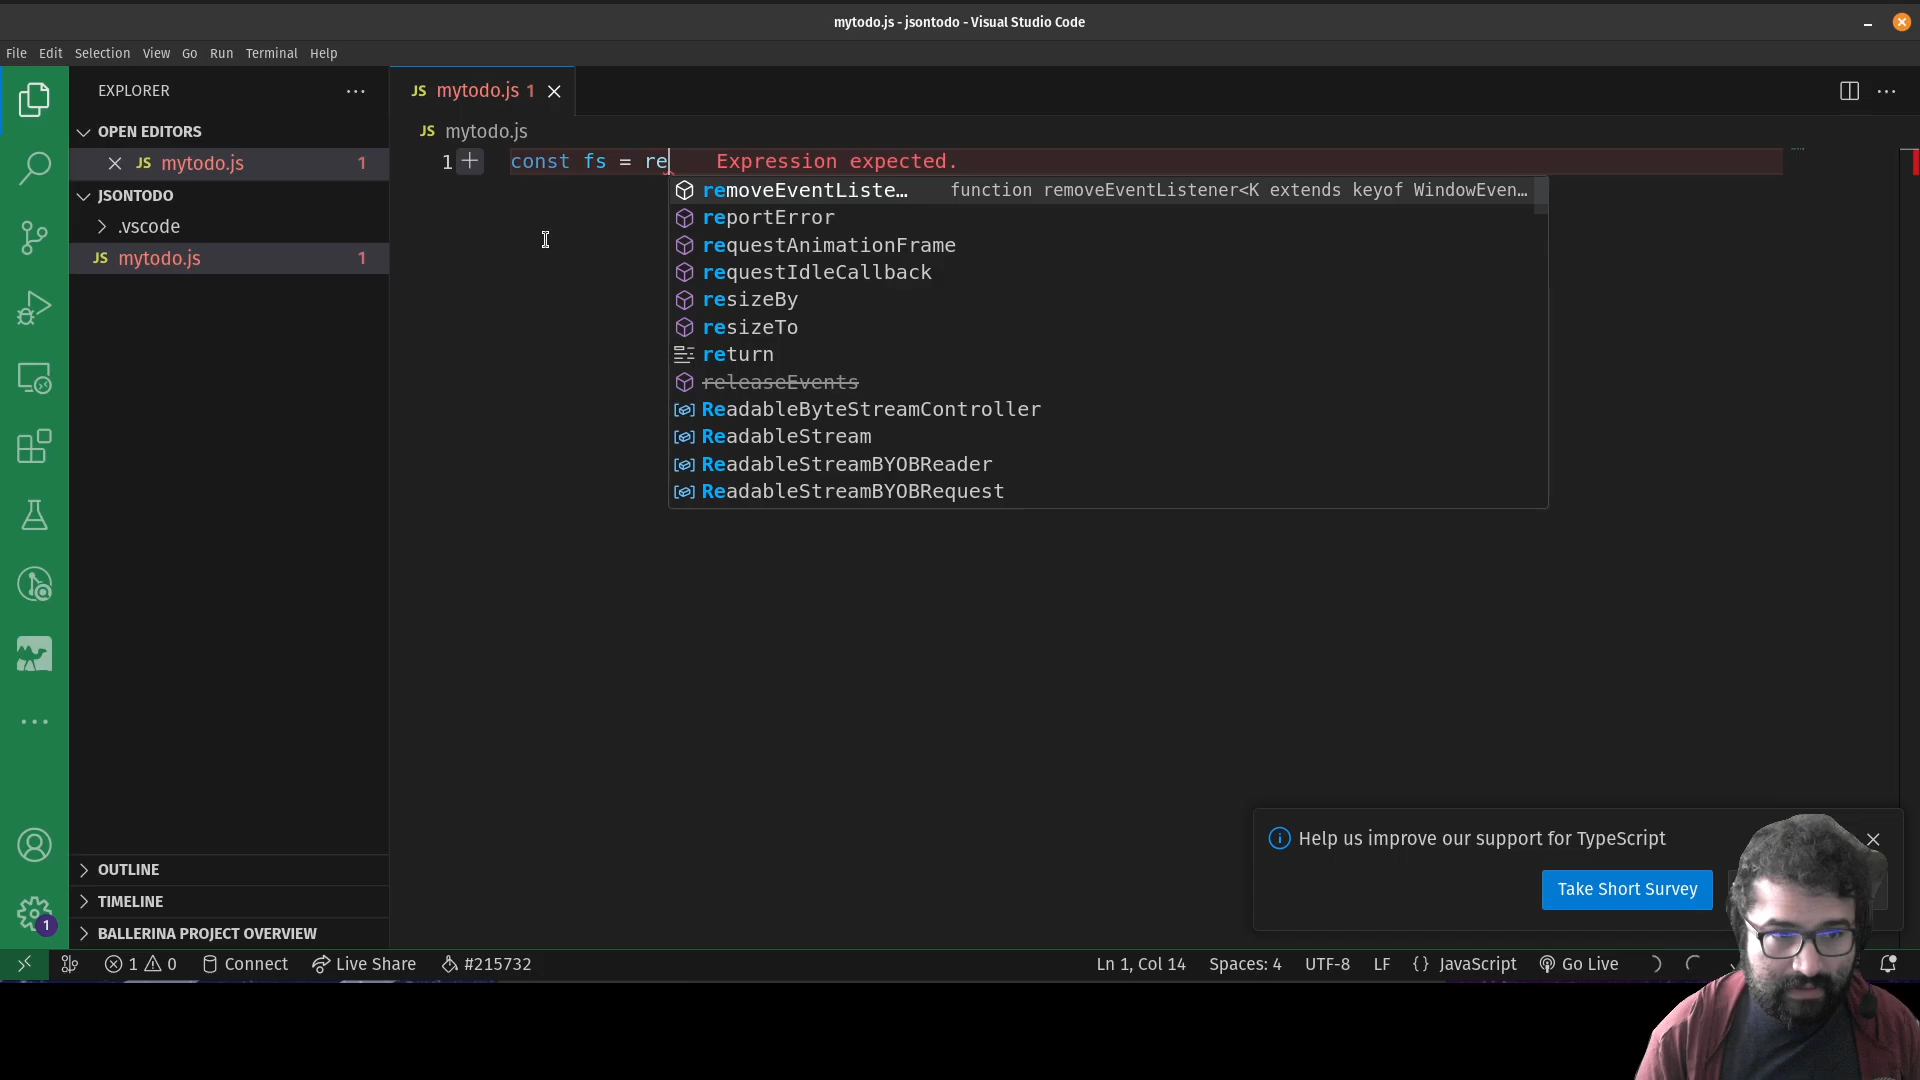 mytodo.js - jsontodo - Visual Studio Code
File Edit Selection View Go Run Terminal Help
EXPLORER
JS mytodo.js 1
OPEN EDITORS
JS mytodo.js
JS mytodo.js 1
1 const fs = re Expression expected.
JSONTODO
removeEventListe… function removeEventListener<K extends keyof WindowEven…
reportError
.vscode
requestAnimationFrame
JS mytodo.js 1
requestIdleCallback
resizeBy
resizeTo
return
releaseEvents
ReadableByteStreamController
ReadableStream
ReadableStreamBYOBReader
ReadableStreamBYOBRequest
Help us improve our support for TypeScript
Take Short Survey
OUTLINE
TIMELINE
1
BALLERINA PROJECT OVERVIEW
1 0 Connect Live Share #215732 Ln 1, Col 14 Spaces: 4 UTF-8 LF {} JavaScript Go Live